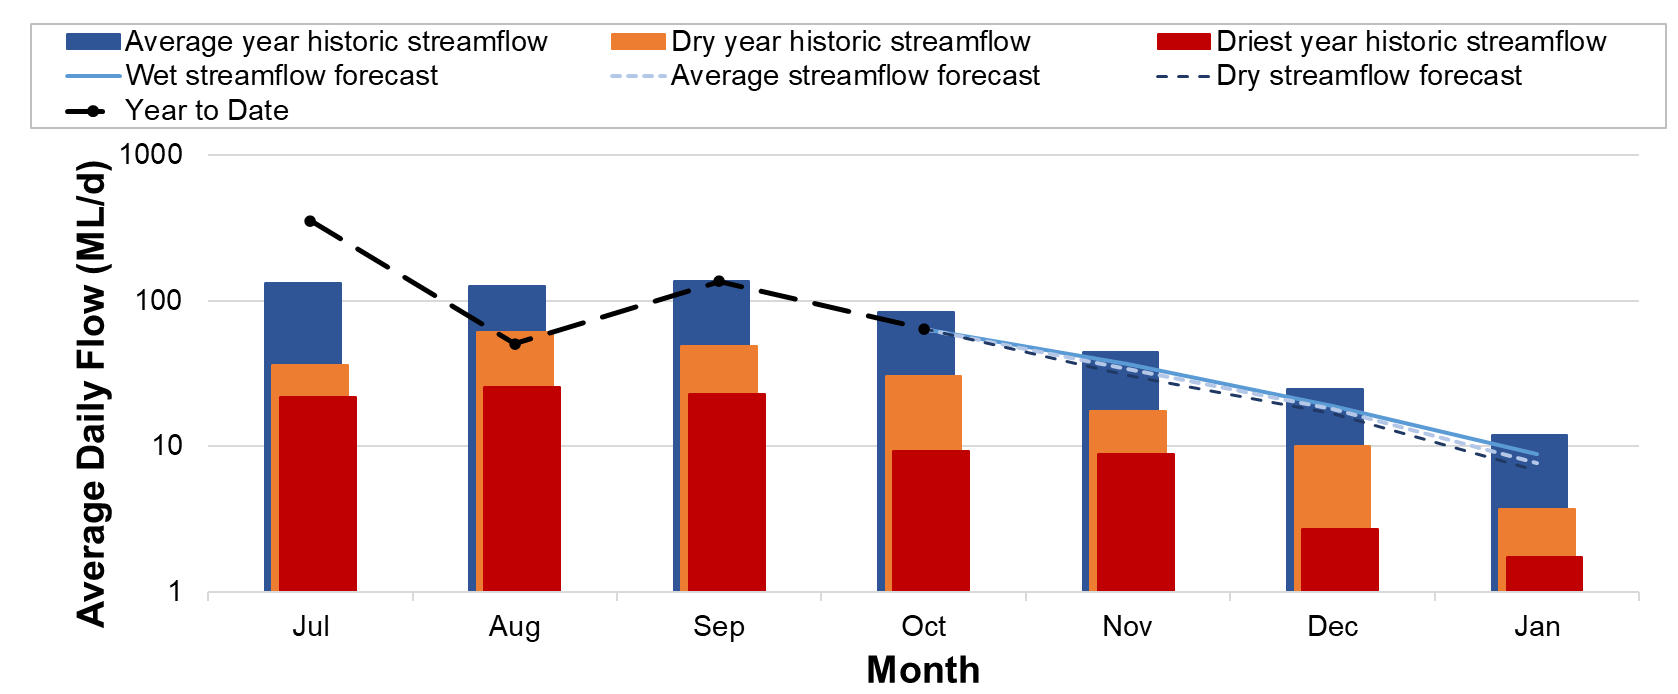 Average year historic streamflow Dry year historic streamflow Driest year historic streamflow
Wet streamflow forecast Average streamflow forecast Dry streamflow forecast
Year to Date
Average Daily Flow (ML/d)
1000
100
10
1
Jul Aug Sep Oct Nov Dec Jan
Month